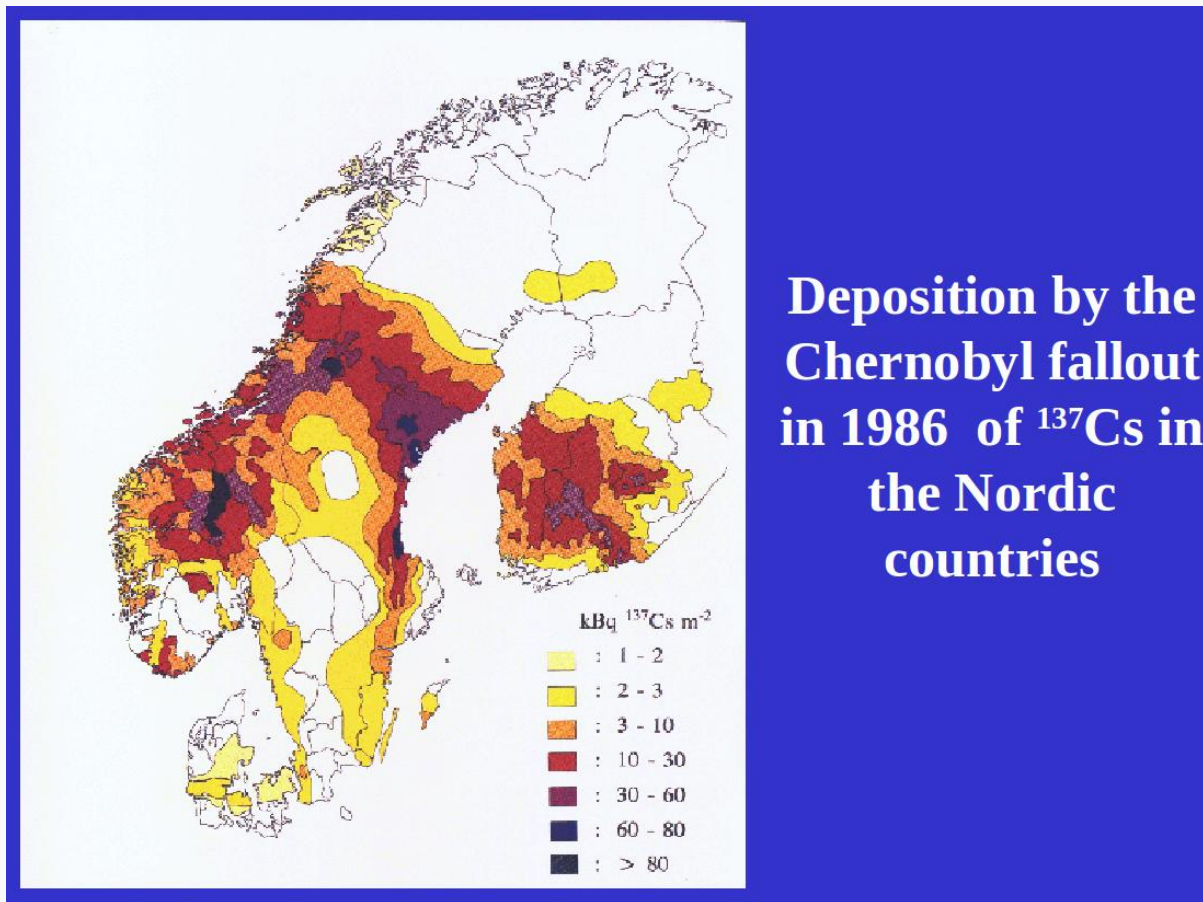 Deposition by the
Chernobyl fallout
in 1986 of ¹³⁷Cs in
the Nordic
countries
kBq ¹³⁷Cs m⁻²
: 1 - 2
: 2 - 3
: 3 - 10
: 10 - 30
: 30 - 60
: 60 - 80
: > 80